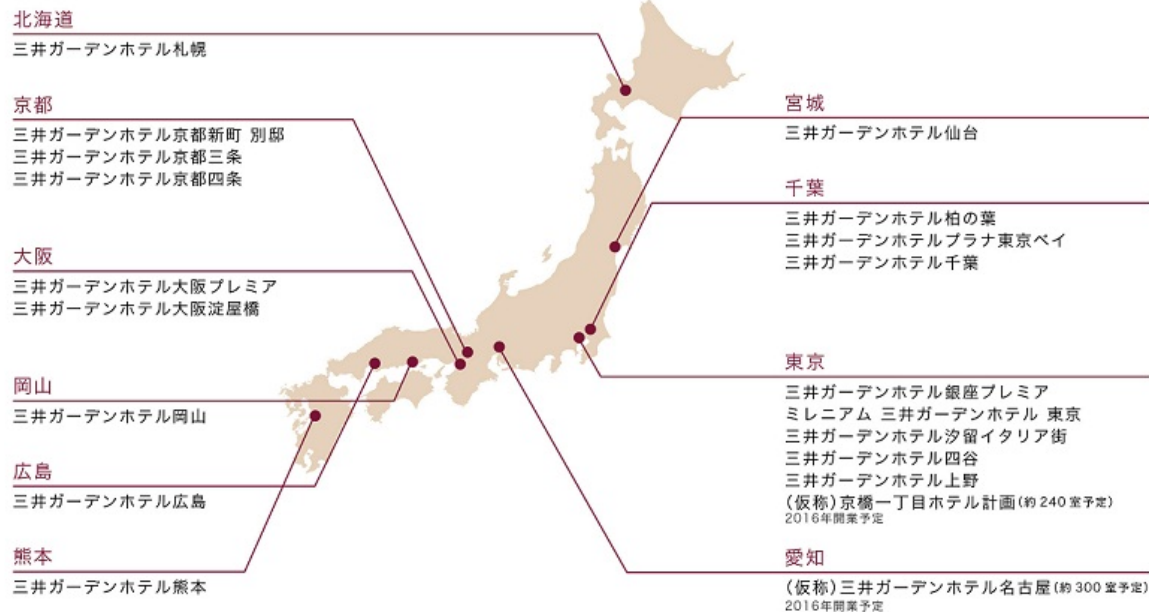 北海道
三井ガーデンホテル札幌
京都
三井ガーデンホテル京都新町 別邸
三井ガーデンホテル京都三条
三井ガーデンホテル京都四条
大阪
三井ガーデンホテル大阪プレミア
三井ガーデンホテル大阪淀屋橋
岡山
三井ガーデンホテル岡山
広島
三井ガーデンホテル広島
熊本
三井ガーデンホテル熊本
宮城
三井ガーデンホテル仙台
千葉
三井ガーデンホテル柏の葉
三井ガーデンホテルプラナ東京ベイ
三井ガーデンホテル千葉
東京
三井ガーデンホテル銀座プレミア
ミレニアム 三井ガーデンホテル 東京
三井ガーデンホテル汐留イタリア街
三井ガーデンホテル四谷
三井ガーデンホテル上野
(仮称)京橋一丁目ホテル計画(約240室予定)
2016年開業予定
愛知
(仮称)三井ガーデンホテル名古屋(約300室予定)
2016年開業予定